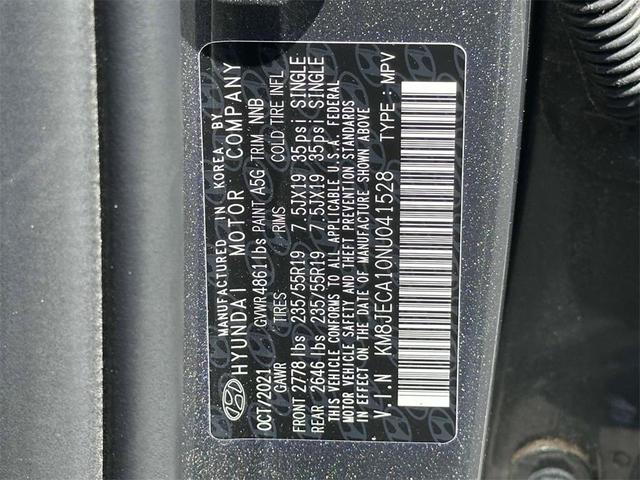 MANUFACTURED IN KOREA BY
HYUNDAI MOTOR COMPANY
OCT/2021 GVWR 4861 lbs PAINT A5G TRIM NNB
GAWR TIRES RIMS COLD TIRE INFL
FRONT 2778 lbs 235/55R19 7.5JX19 35psi SINGLE
REAR 2646 lbs 235/55R19 7.5JX19 35psi SINGLE
THIS VEHICLE CONFORMS TO ALL APPLICABLE U.S.A. FEDERAL
MOTOR VEHICLE SAFETY AND THEFT PREVENTION STANDARDS
IN EFFECT ON THE DATE OF MANUFACTURE SHOWN ABOVE
V.I.N KM8JECA10NU041528 TYPE : MPV